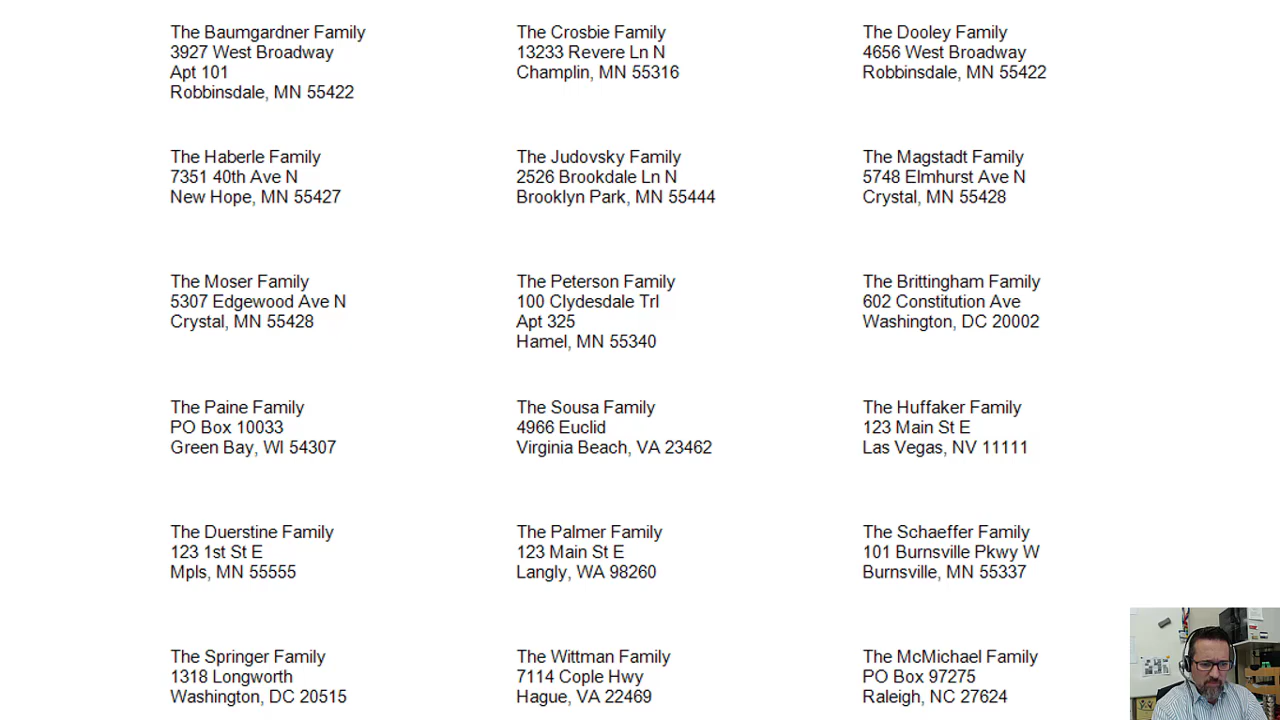 The Baumgardner Family
3927 West Broadway
Apt 101
Robbinsdale, MN 55422
The Crosbie Family
13233 Revere Ln N
Champlin, MN 55316
The Dooley Family
4656 West Broadway
Robbinsdale, MN 55422
The Haberle Family
7351 40th Ave N
New Hope, MN 55427
The Judovsky Family
2526 Brookdale Ln N
Brooklyn Park, MN 55444
The Magstadt Family
5748 Elmhurst Ave N
Crystal, MN 55428
The Moser Family
5307 Edgewood Ave N
Crystal, MN 55428
The Peterson Family
100 Clydesdale Trl
Apt 325
Hamel, MN 55340
The Brittingham Family
602 Constitution Ave
Washington, DC 20002
The Paine Family
PO Box 10033
Green Bay, WI 54307
The Sousa Family
4966 Euclid
Virginia Beach, VA 23462
The Huffaker Family
123 Main St E
Las Vegas, NV 11111
The Duerstine Family
123 1st St E
Mpls, MN 55555
The Palmer Family
123 Main St E
Langly, WA 98260
The Schaeffer Family
101 Burnsville Pkwy W
Burnsville, MN 55337
The Springer Family
1318 Longworth
Washington, DC 20515
The Wittman Family
7114 Cople Hwy
Hague, VA 22469
The McMichael Family
PO Box 97275
Raleigh, NC 27624